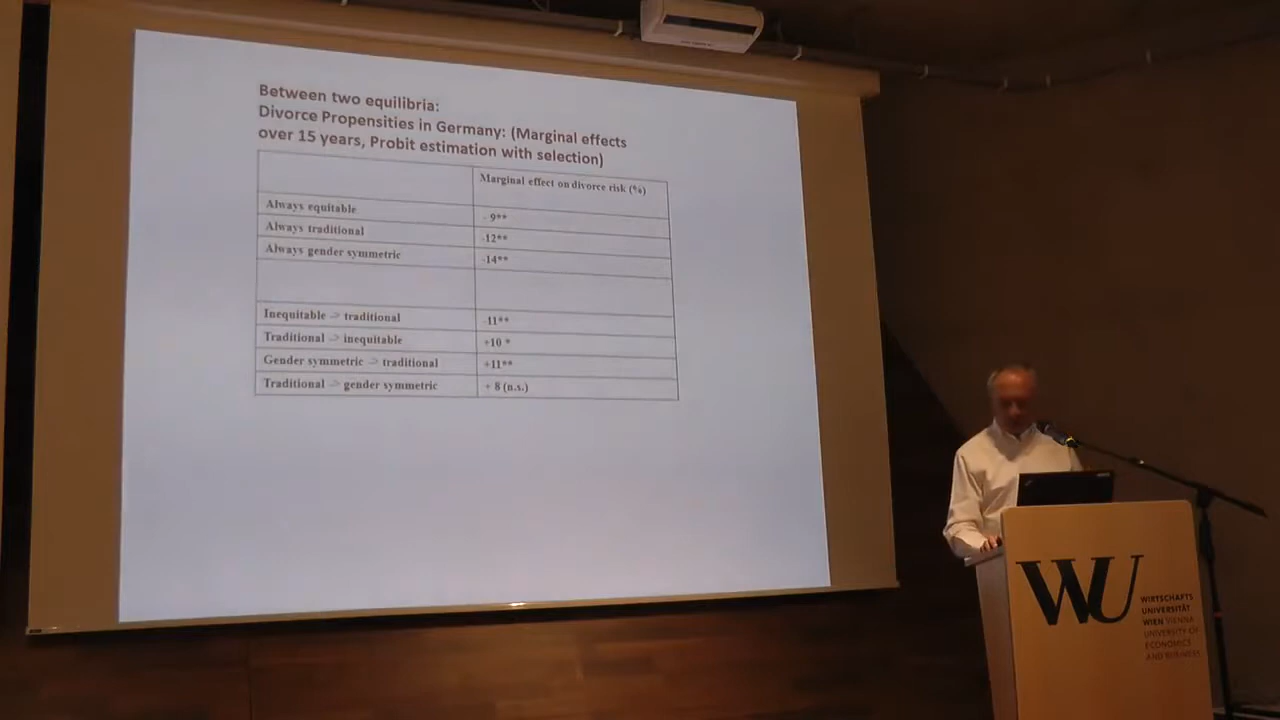 Between two equilibria:
Divorce Propensities in Germany: (Marginal effects
over 15 years, Probit estimation with selection)
Marginal effect on divorce risk (%)
Always equitable - 9**
Always traditional -12**
Always gender symmetric -14**
Inequitable -> traditional -11**
Traditional -> inequitable +10 *
Gender symmetric -> traditional +11**
Traditional -> gender symmetric + 8 (n.s.)
WU
WIRTSCHAFTS
UNIVERSITÄT
WIEN VIENNA
UNIVERSITY OF
ECONOMICS
AND BUSINESS